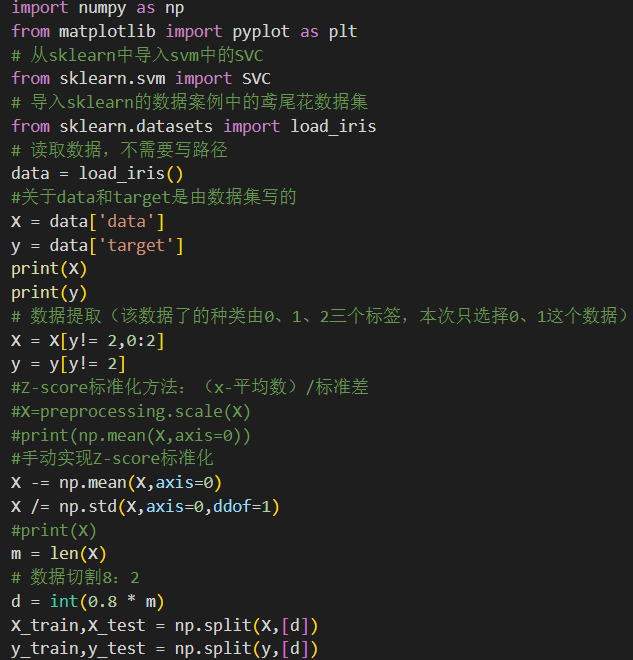 import numpy as np
from matplotlib import pyplot as plt
# 从sklearn中导入svm中的SVC
from sklearn.svm import SVC
# 导入sklearn的数据案例中的鸢尾花数据集
from sklearn.datasets import load_iris
# 读取数据，不需要写路径
data = load_iris()
#关于data和target是由数据集写的
X = data['data']
y = data['target']
print(X)
print(y)
# 数据提取（该数据了的种类由0、1、2三个标签，本次只选择0、1这个数据）
X = X[y!= 2,0:2]
y = y[y!= 2]
#Z-score标准化方法：（x-平均数）/标准差
#X=preprocessing.scale(X)
#print(np.mean(X,axis=0))
#手动实现Z-score标准化
X -= np.mean(X,axis=0)
X /= np.std(X,axis=0,ddof=1)
#print(X)
m = len(X)
# 数据切割8：2
d = int(0.8 * m)
X_train,X_test = np.split(X,[d])
y_train,y_test = np.split(y,[d])